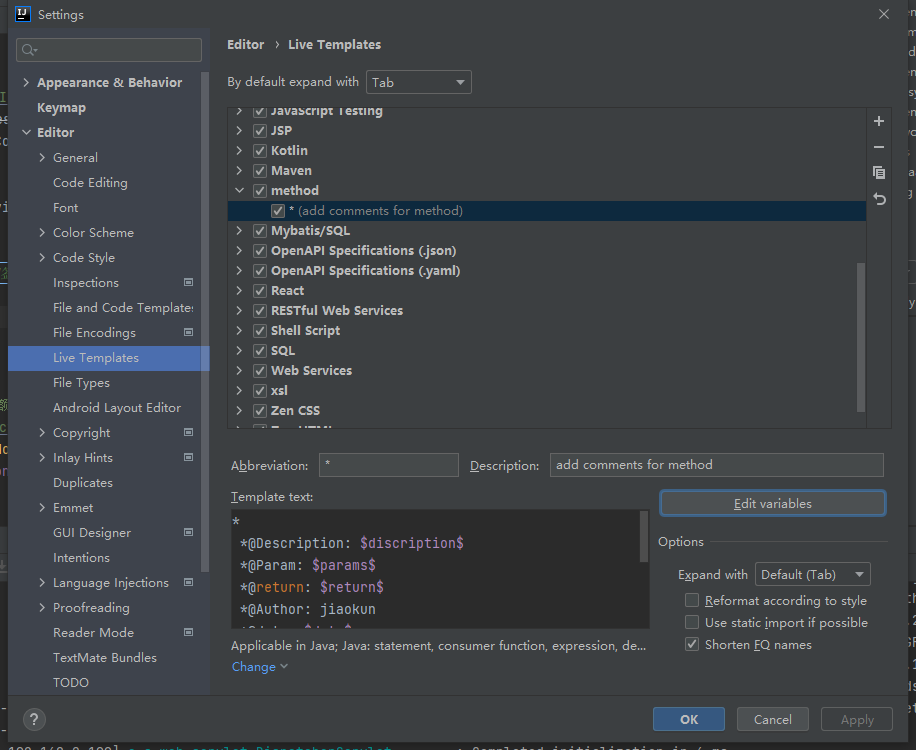 Settings
Editor › Live Templates
By default expand with Tab
Appearance & Behavior
Keymap
Editor
General
Code Editing
Font
Color Scheme
Code Style
Inspections
File and Code Templates
File Encodings
Live Templates
File Types
Android Layout Editor
Copyright
Inlay Hints
Duplicates
Emmet
GUI Designer
Intentions
Language Injections
Proofreading
Reader Mode
TextMate Bundles
TODO
JavaScript Testing
JSP
Kotlin
Maven
method
* (add comments for method)
Mybatis/SQL
OpenAPI Specifications (.json)
OpenAPI Specifications (.yaml)
React
RESTful Web Services
Shell Script
SQL
Web Services
xsl
Zen CSS
Abbreviation: * Description: add comments for method
Template text:
*
*@Description: $discription$
*@Param: $params$
*@return: $return$
*@Author: jiaokun
Edit variables
Options
Expand with Default (Tab)
Reformat according to style
Use static import if possible
Shorten FQ names
Applicable in Java; Java: statement, consumer function, expression, de...
Change
? OK Cancel Apply